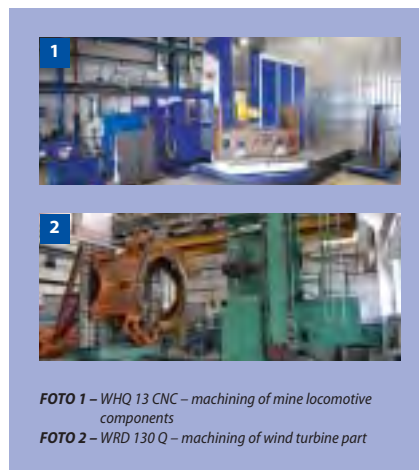 1
2
FOTO 1 – WHQ 13 CNC – machining of mine locomotive
components
FOTO 2 – WRD 130 Q – machining of wind turbine part